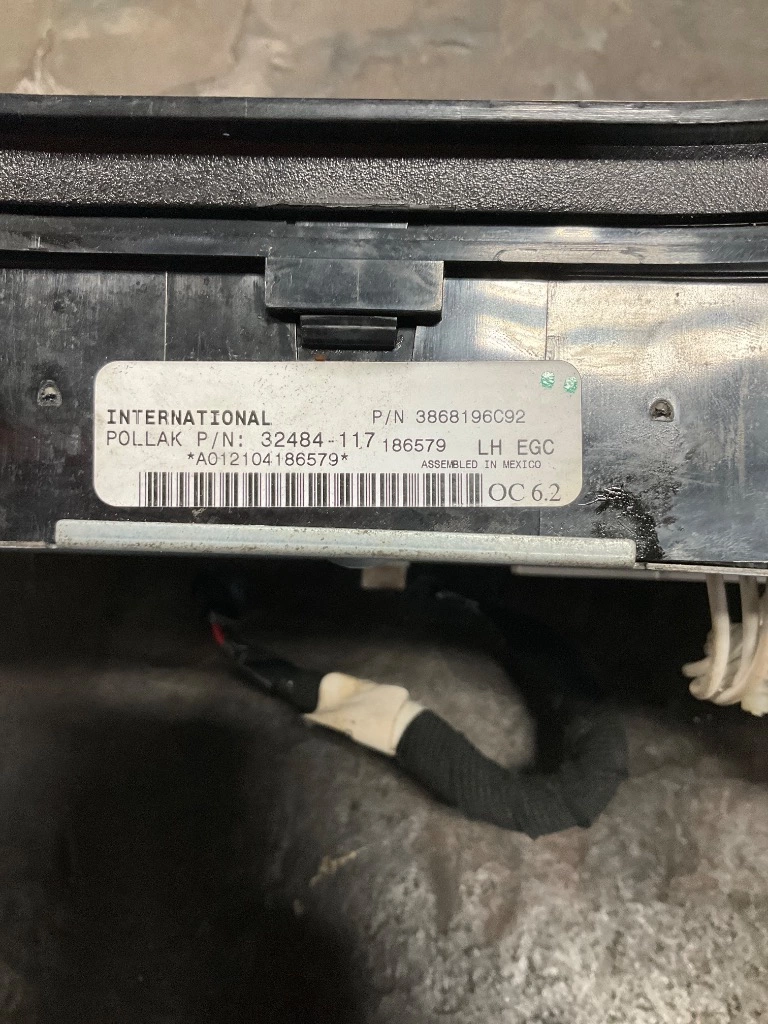 INTERNATIONAL P/N 3868196C92
POLLAK P/N: 32484-117 186579 LH EGC
*A012104186579* ASSEMBLED IN MEXICO
OC 6.2